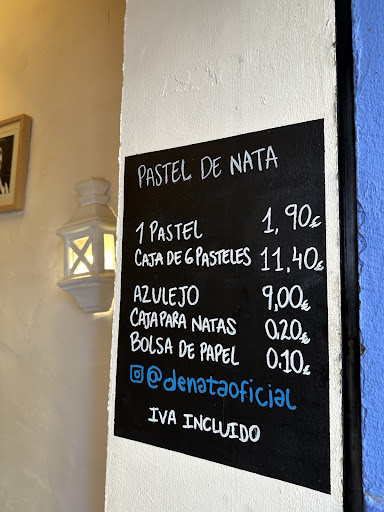 PASTEL DE NATA
1 PASTEL 1,90€
CAJA DE 6 PASTELES 11,40€
AZULEJO 9,00€
CAJA PARA NATAS 0.20€
BOLSA DE PAPEL 0.10€
@denataoficial
IVA INCLUIDO